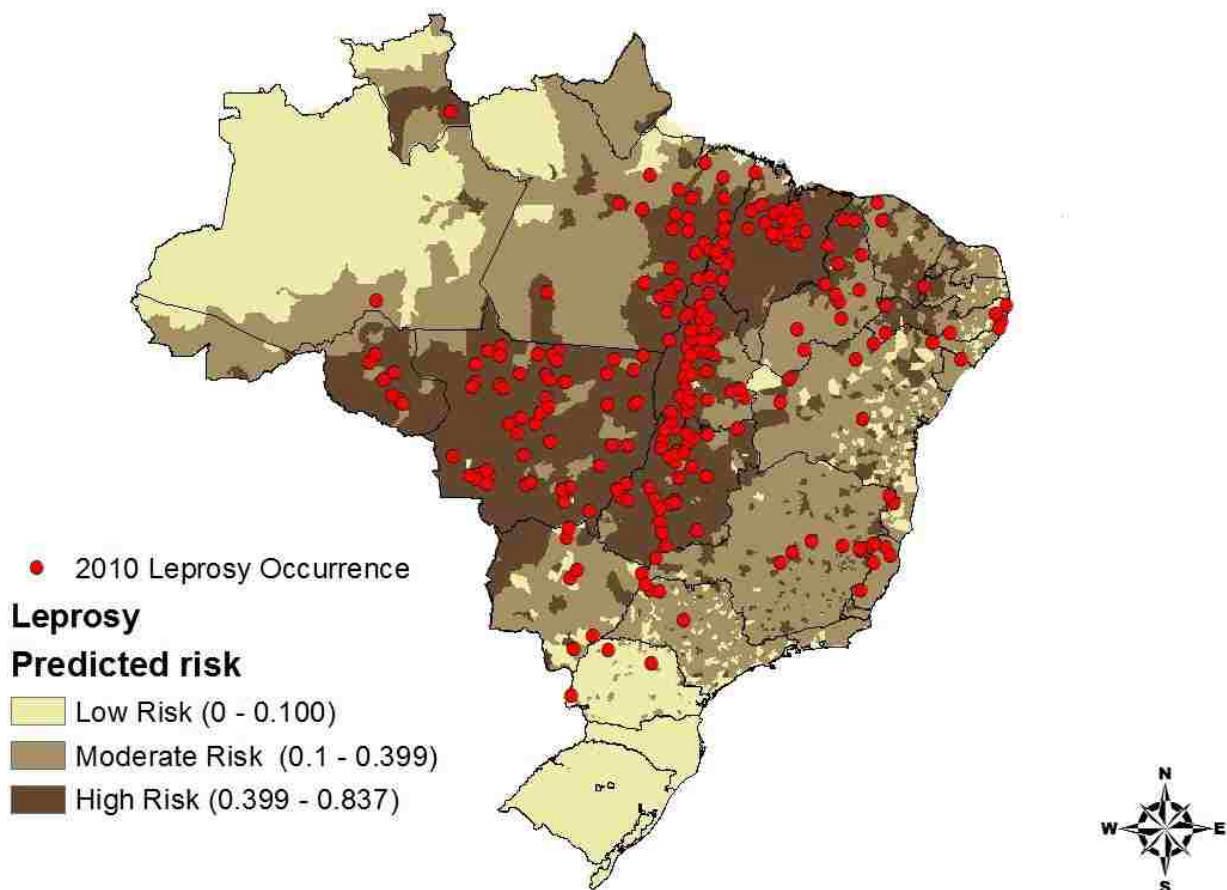 2010 Leprosy Occurrence
Leprosy
Predicted risk
Low Risk (0 - 0.100)
Moderate Risk (0.1 - 0.399)
High Risk (0.399 - 0.837)
N
W E
S